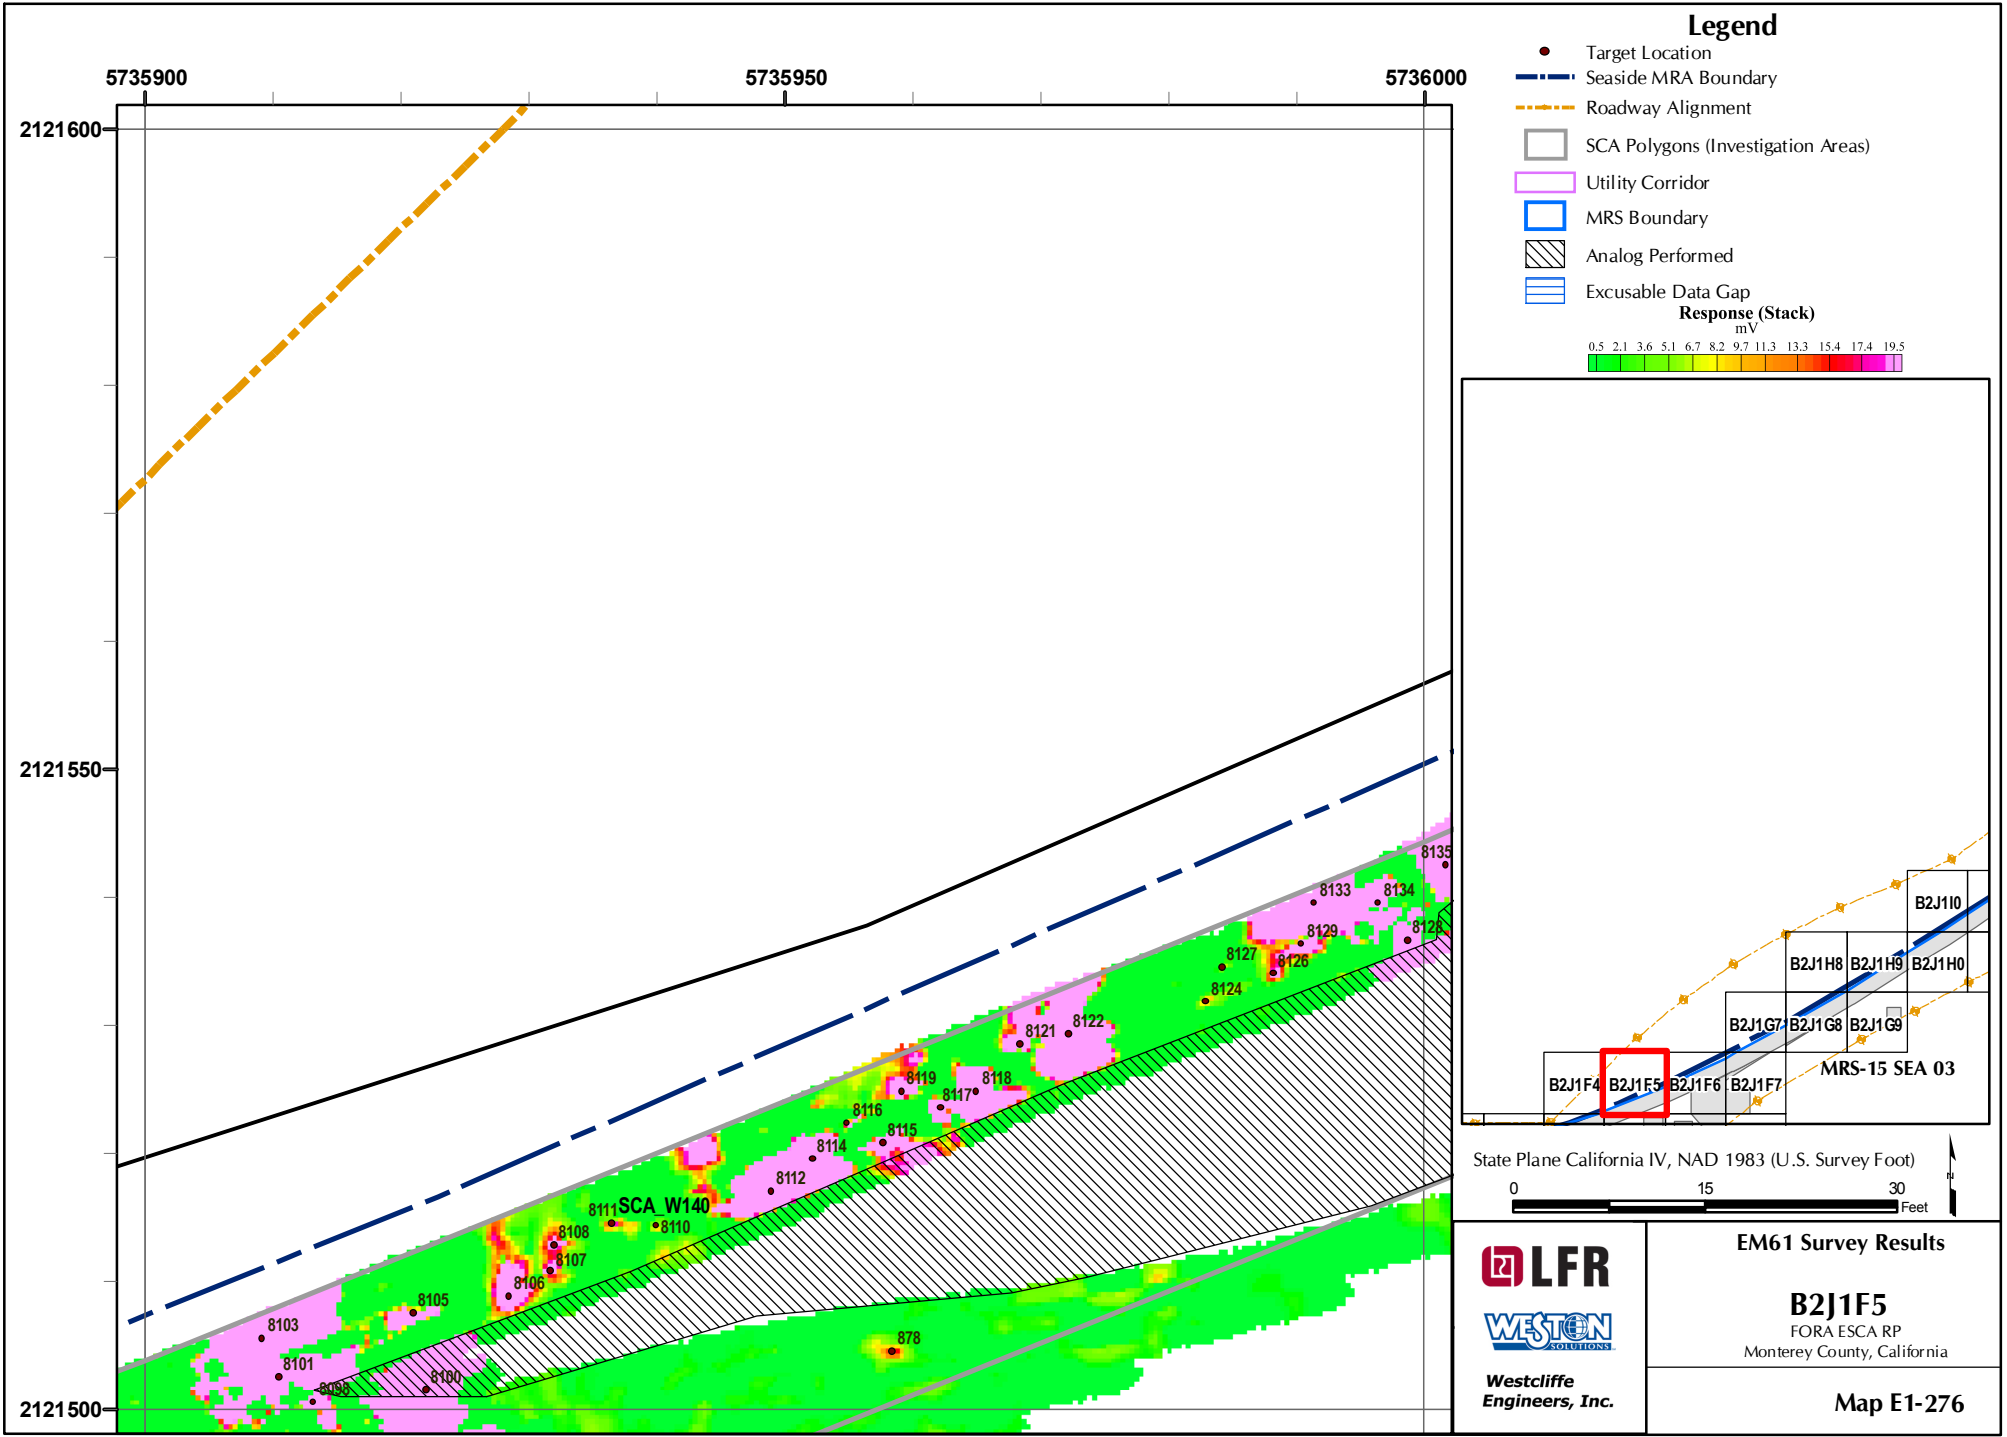 Legend
Target Location
Seaside MRA Boundary
Roadway Alignment
SCA Polygons (Investigation Areas)
Utility Corridor
MRS Boundary
Analog Performed
Excusable Data Gap
Response (Stack)
mV
0.5 2.1 3.6 5.1 6.7 8.2 9.7 11.3 13.3 15.4 17.4 19.5
5735900 5735950 5736000
2121600
2121550
2121500
8135
8133 8134
8129 8128
8127 8126
8124
8122
8121
8119 8118
8117
8116
8115
8114
8112
SCA_W140
8111 8110
8108
8107
8106
8105
8103
8101
8100
8098
878
B2J1I0
B2J1H8 B2J1H9 B2J1H0
B2J1G7 B2J1G8 B2J1G9
MRS-15 SEA 03
B2J1F4 B2J1F5 B2J1F6 B2J1F7
State Plane California IV, NAD 1983 (U.S. Survey Foot)
0 15 30
Feet
N
LFR
WESTON
SOLUTIONS
Westcliffe
Engineers, Inc.
EM61 Survey Results
B2J1F5
FORA ESCA RP
Monterey County, California
Map E1-276